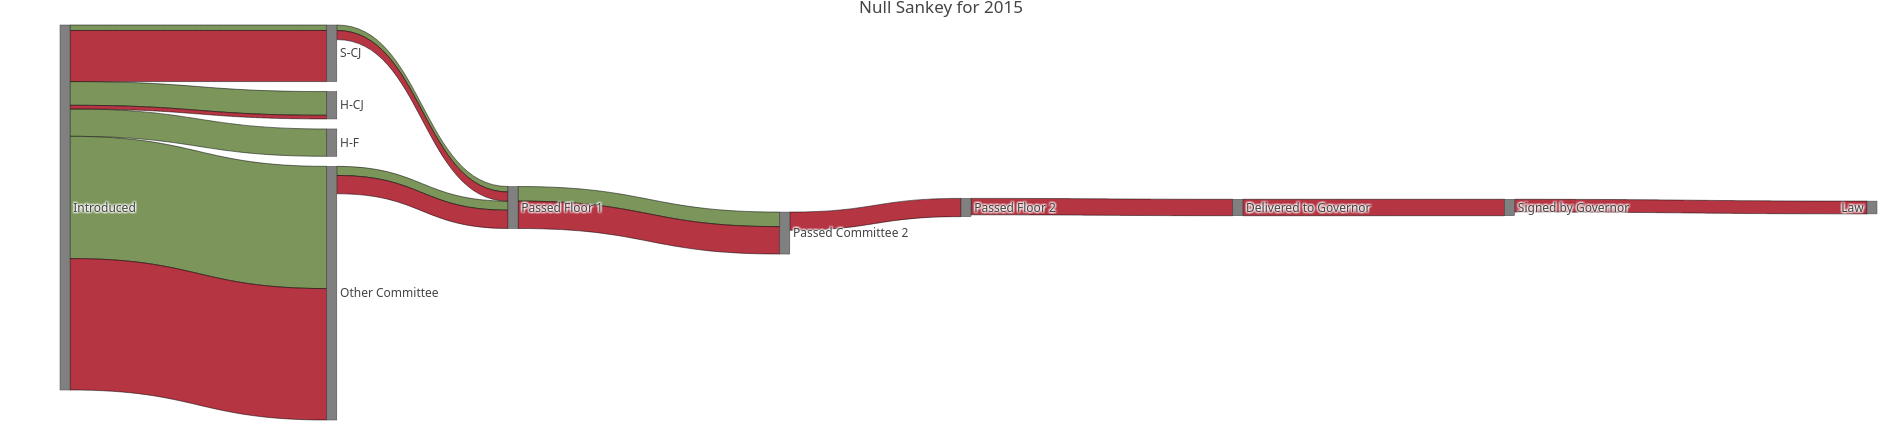 Null Sankey for 2015
S-CJ
H-CJ
H-F
Introduced
Other Committee
Passed Floor 1
Passed Committee 2
Passed Floor 2
Delivered to Governor
Signed by Governor
Law